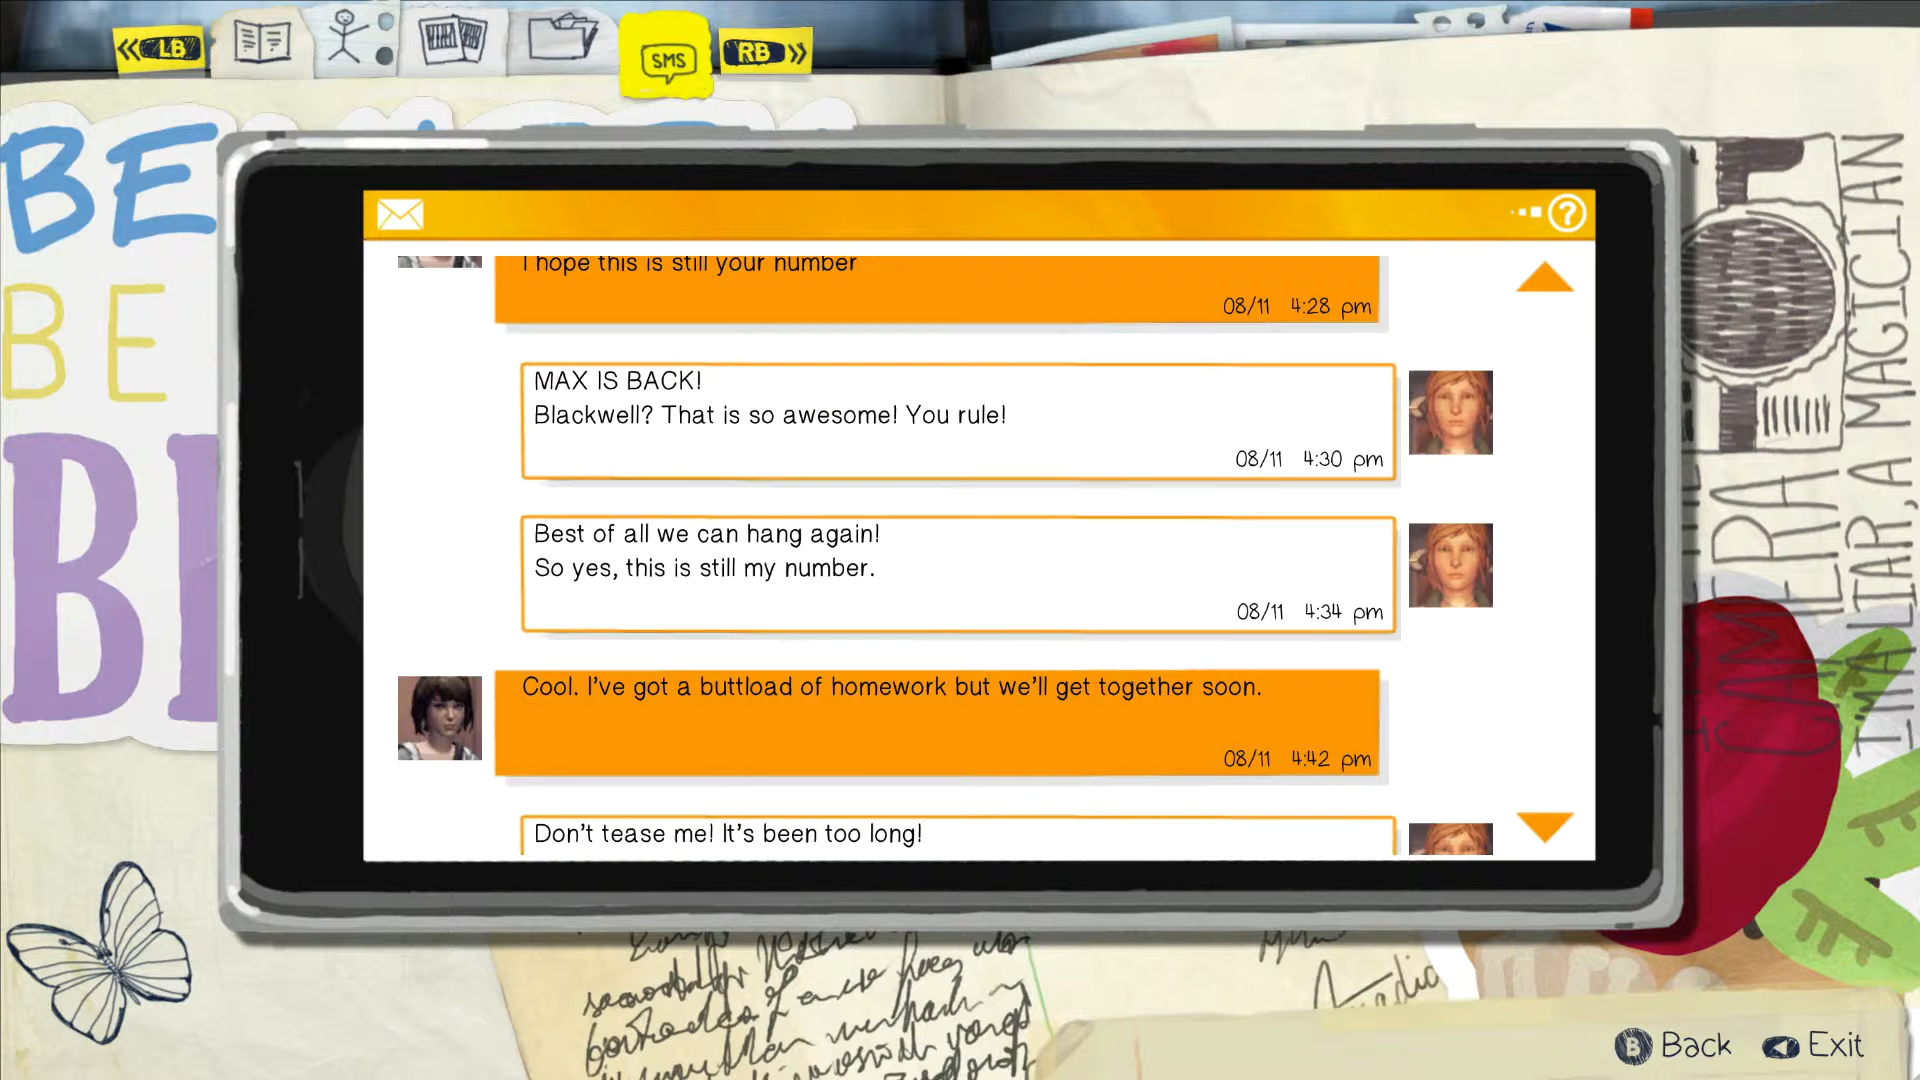 LB
SMS
RB
BE
BE
I hope this is still your number
08/11 4:28 pm
MAX IS BACK!
Blackwell? That is so awesome! You rule!
08/11 4:30 pm
Best of all we can hang again!
So yes, this is still my number.
08/11 4:34 pm
Cool. I've got a buttload of homework but we'll get together soon.
08/11 4:42 pm
Don't tease me! It's been too long!
CAMERA
I'M A LIAR, A MAGICIAN
B Back
Exit